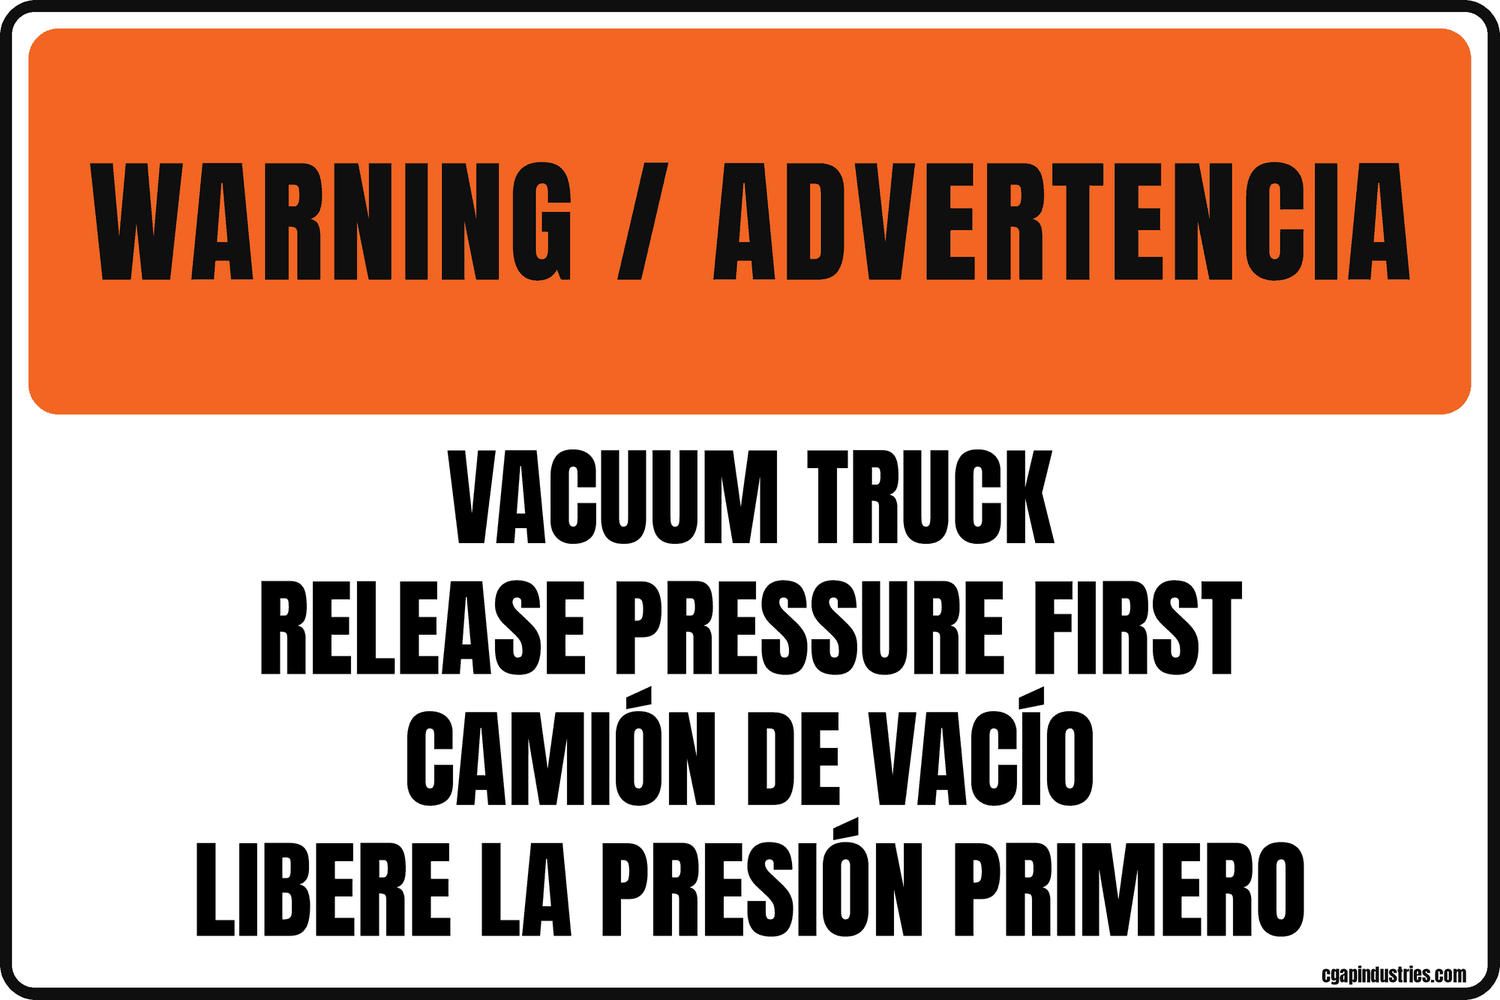 WARNING / ADVERTENCIA
VACUUM TRUCK
RELEASE PRESSURE FIRST
CAMIÓN DE VACÍO
LIBERE LA PRESIÓN PRIMERO
cgapindustries.com